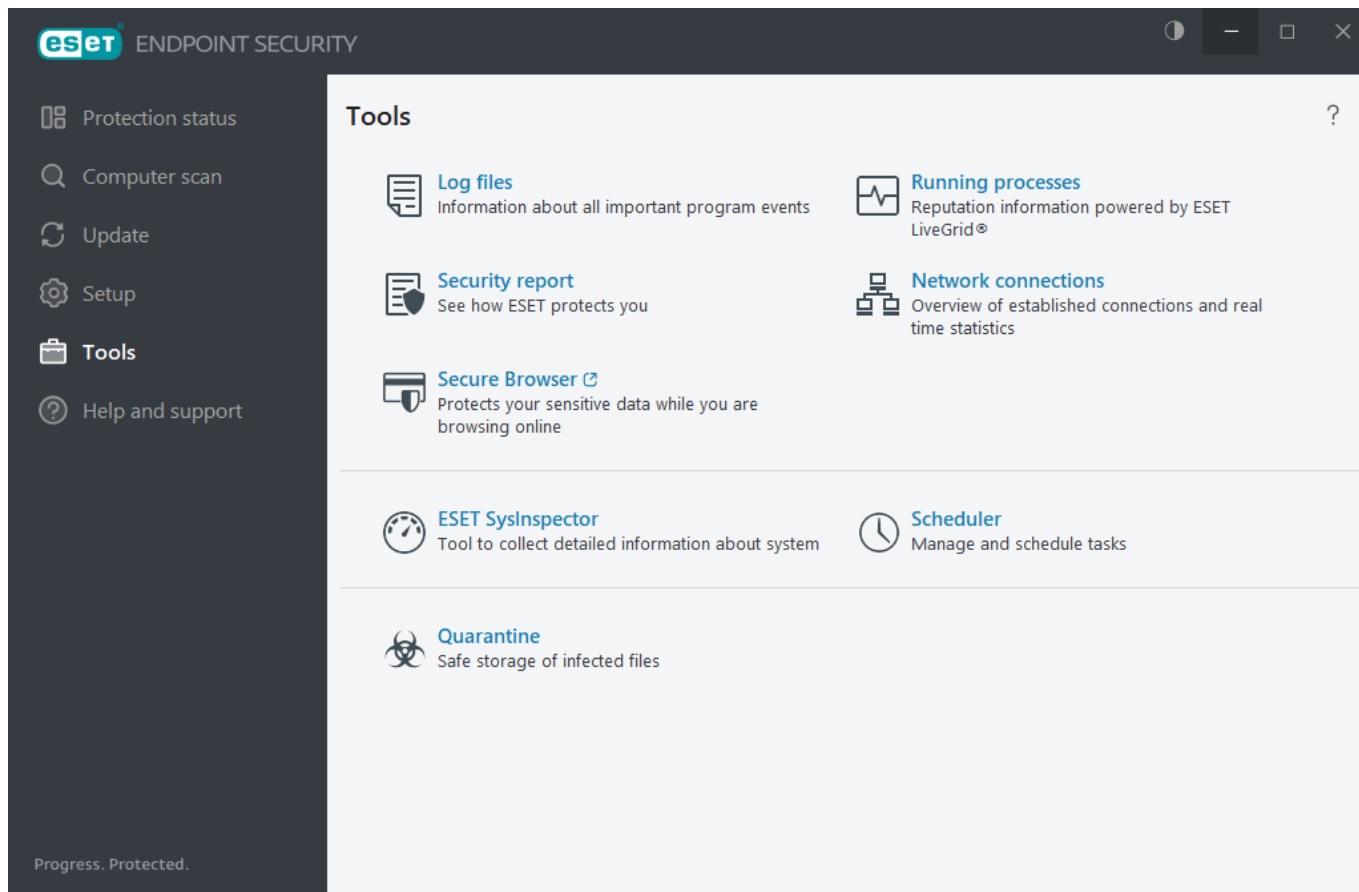 eseT ENDPOINT SECURITY
Protection status
Computer scan
Update
Setup
Tools
Help and support
Progress. Protected.
Tools
?
Log files
Information about all important program events
Running processes
Reputation information powered by ESET
LiveGrid®
Security report
See how ESET protects you
Network connections
Overview of established connections and real
time statistics
Secure Browser
Protects your sensitive data while you are
browsing online
ESET SysInspector
Tool to collect detailed information about system
Scheduler
Manage and schedule tasks
Quarantine
Safe storage of infected files